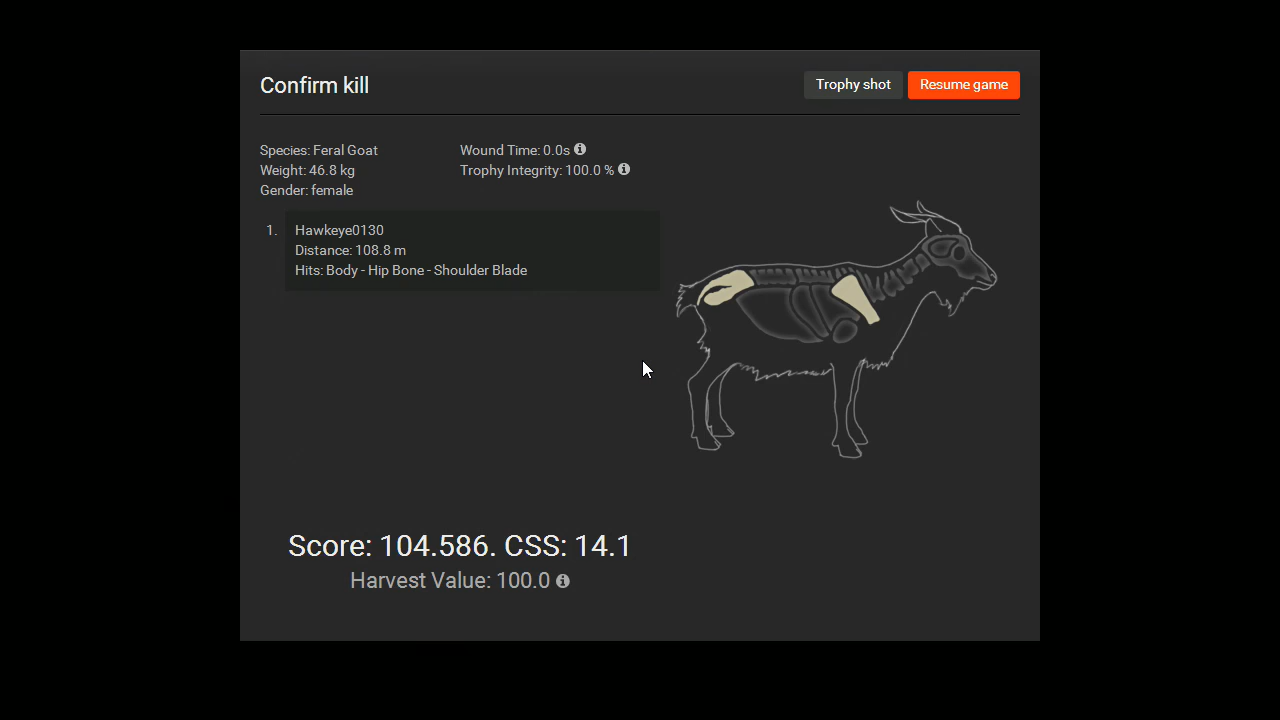 Confirm kill
Trophy shot
Resume game
Species: Feral Goat
Weight: 46.8 kg
Gender: female
Wound Time: 0.0s
Trophy Integrity: 100.0 %
1.
Hawkeye0130
Distance: 108.8 m
Hits: Body - Hip Bone - Shoulder Blade
Score: 104.586. CSS: 14.1
Harvest Value: 100.0